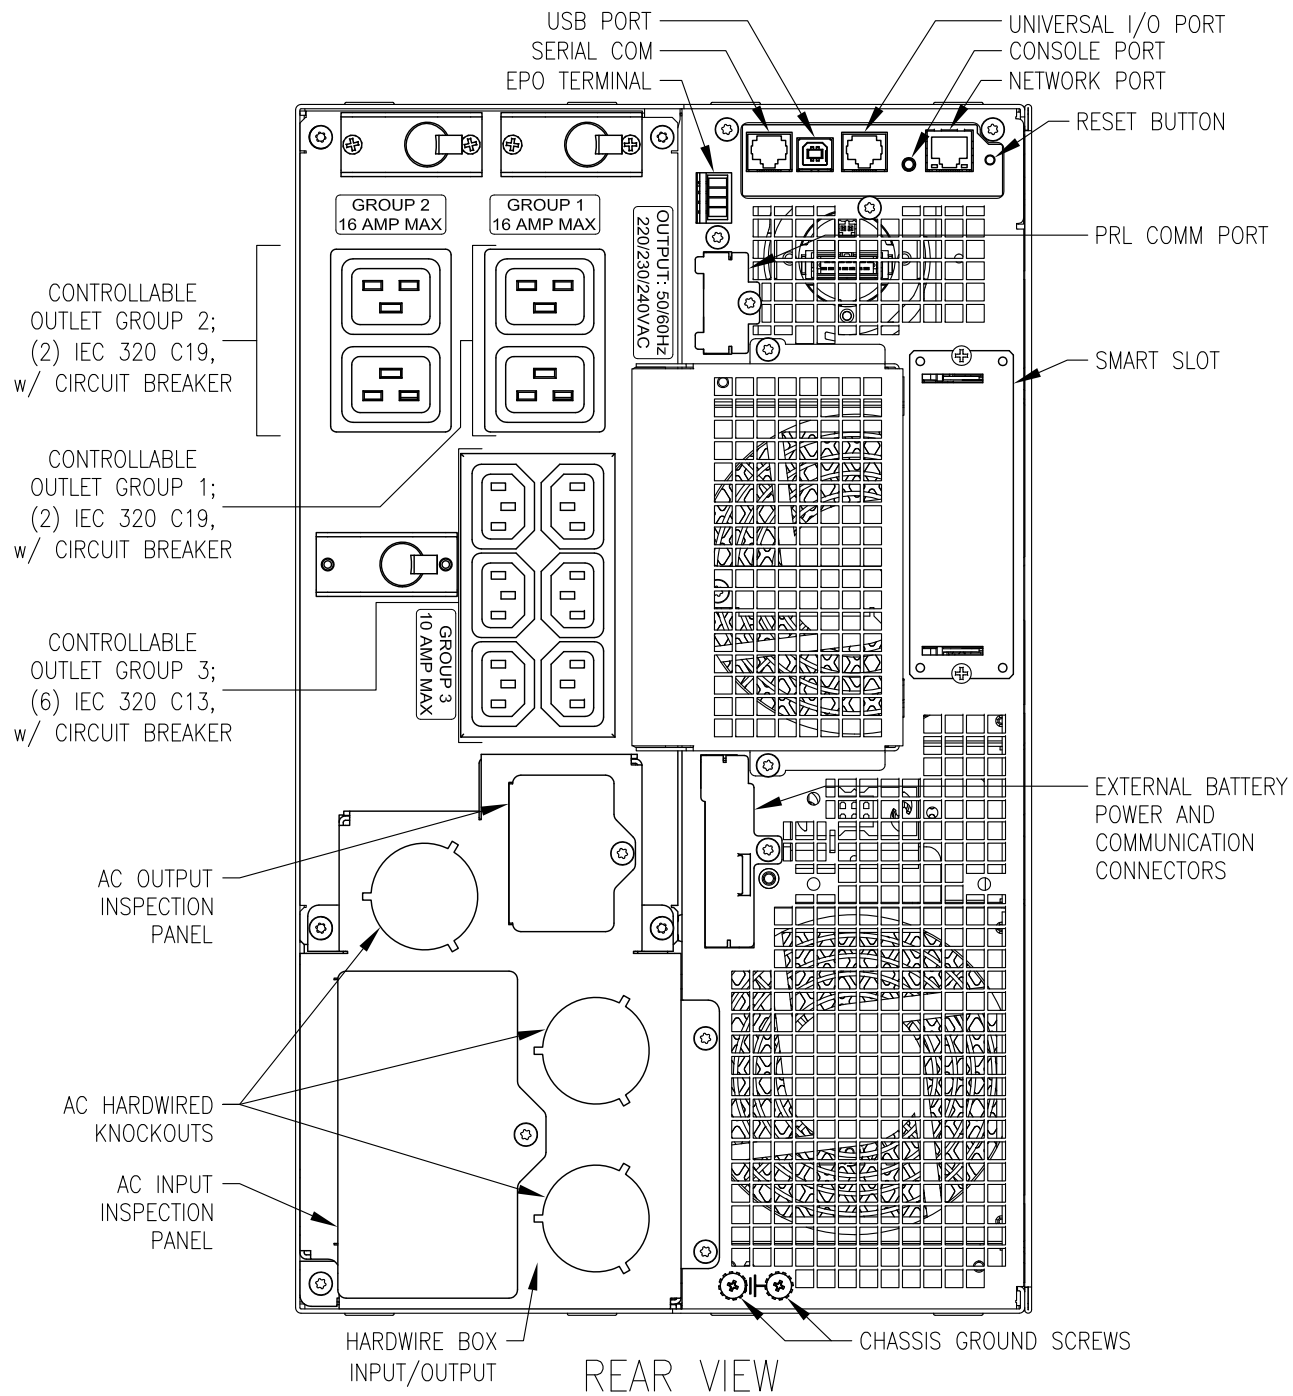 USB PORT
SERIAL COM
EPO TERMINAL
UNIVERSAL I/O PORT
CONSOLE PORT
NETWORK PORT
RESET BUTTON
GROUP 2
16 AMP MAX
GROUP 1
16 AMP MAX
OUTPUT: 50/60Hz
220/230/240VAC
PRL COMM PORT
CONTROLLABLE
OUTLET GROUP 2;
(2) IEC 320 C19,
w/ CIRCUIT BREAKER
SMART SLOT
CONTROLLABLE
OUTLET GROUP 1;
(2) IEC 320 C19,
w/ CIRCUIT BREAKER
CONTROLLABLE
OUTLET GROUP 3;
(6) IEC 320 C13,
w/ CIRCUIT BREAKER
GROUP 3
10 AMP MAX
EXTERNAL BATTERY
POWER AND
COMMUNICATION
CONNECTORS
AC OUTPUT
INSPECTION
PANEL
AC HARDWIRED
KNOCKOUTS
AC INPUT
INSPECTION
PANEL
HARDWIRE BOX
INPUT/OUTPUT
CHASSIS GROUND SCREWS
REAR VIEW